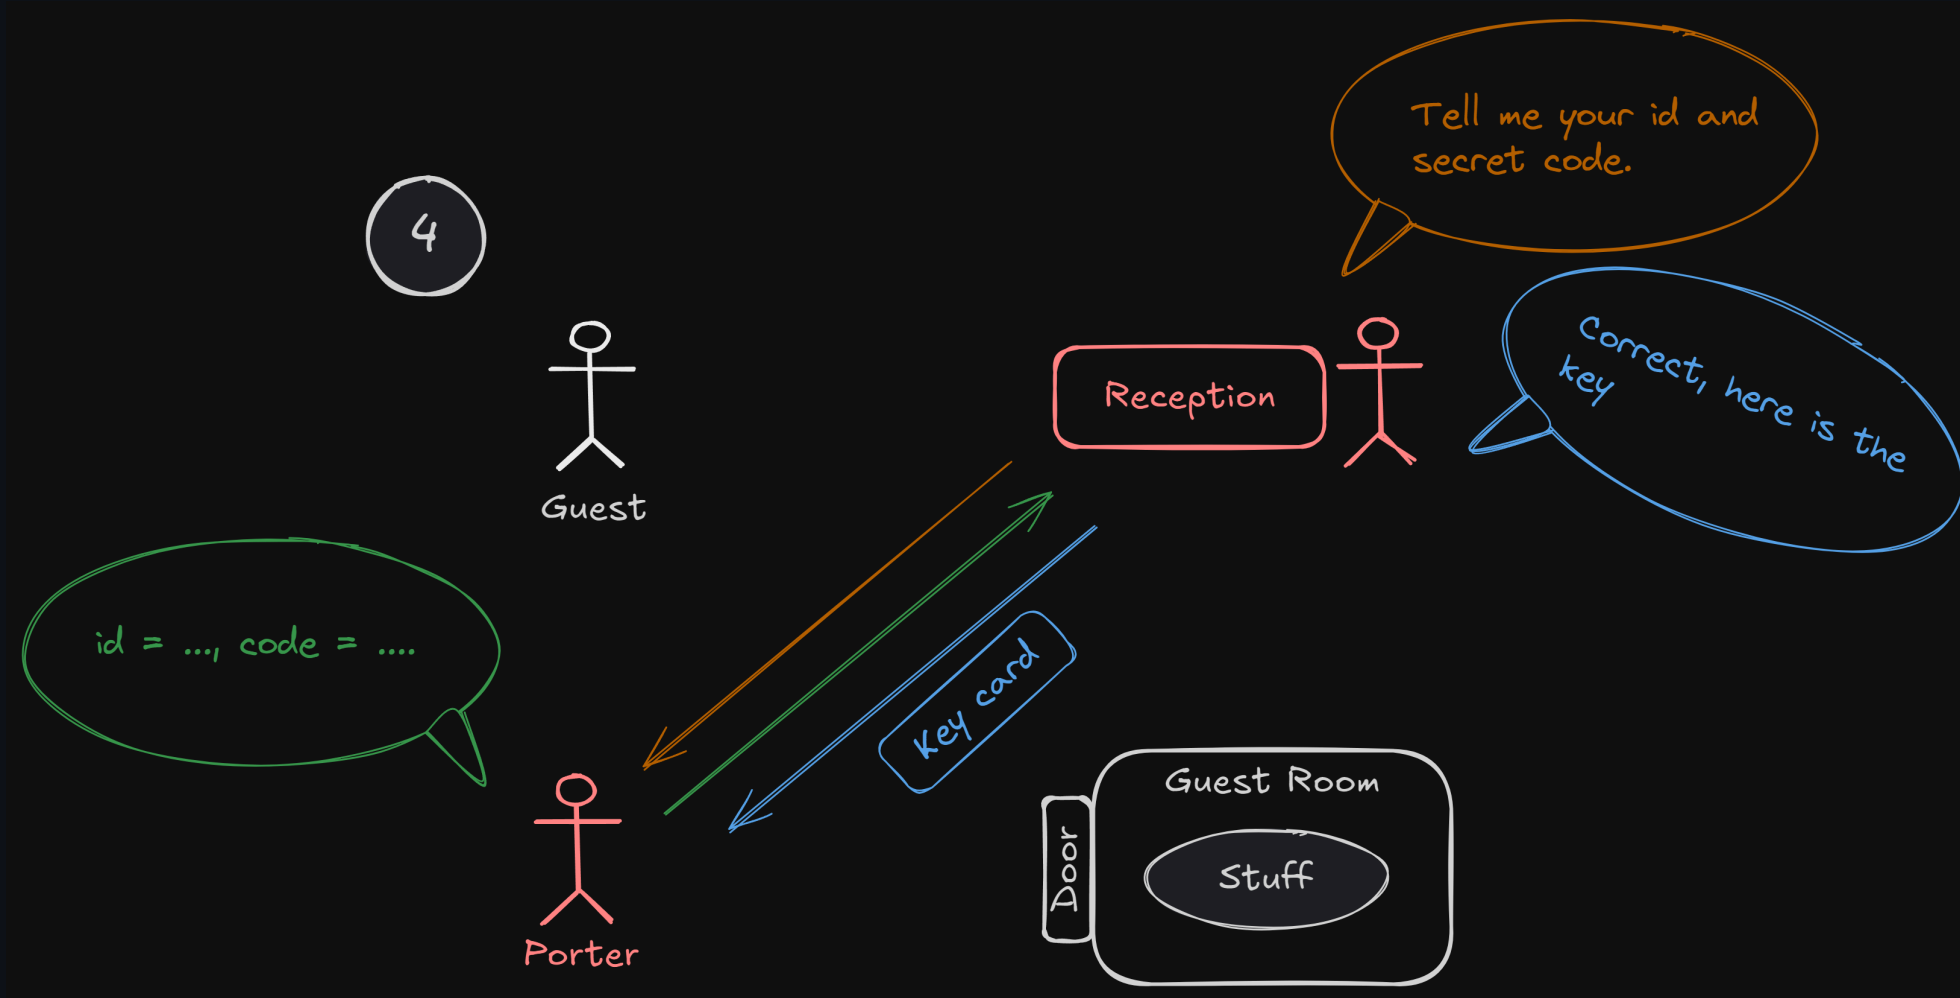 Tell me your id and
secret code.
4
Correct, here is the
key
Reception
Guest
id = ..., code = ....
Key card
Guest Room
Door
Stuff
Porter